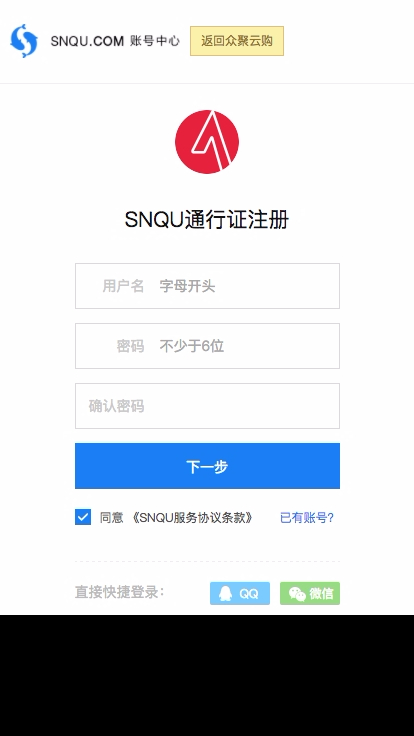 SNQU.COM 账号中心 返回众聚云购
SNQU通行证注册
用户名 字母开头
密码 不少于6位
确认密码
下一步
同意 《SNQU服务协议条款》 已有账号?
直接快捷登录: QQ 微信